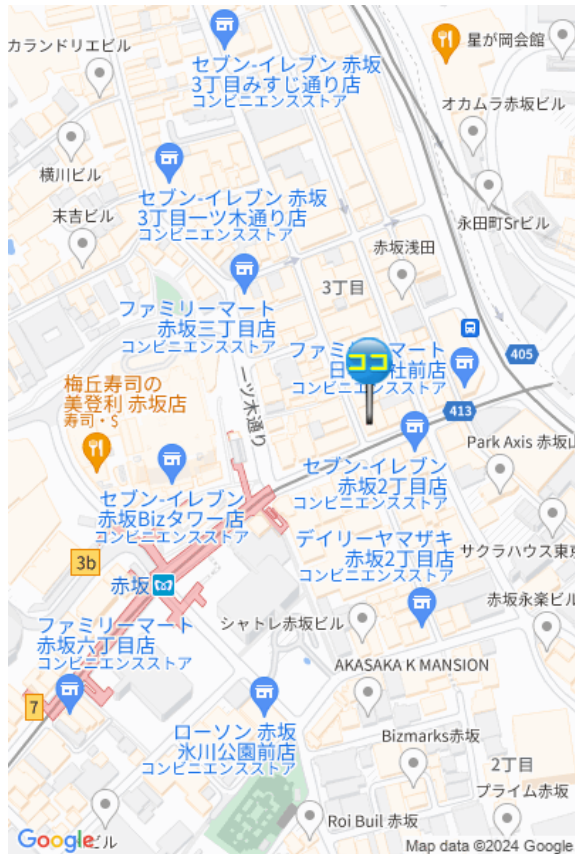 カランドリエビル
セブン-イレブン 赤坂
3丁目みすじ通り店
コンビニエンスストア
星が岡会館
オカムラ赤坂ビル
横川ビル
永田町Srビル
セブン-イレブン 赤坂
3丁目一ツ木通り店
コンビニエンスストア
末吉ビル
赤坂浅田
3丁目
ファミリーマート
赤坂三丁目店
コンビニエンスストア
ココ
405
一ツ木通り
梅丘寿司の
美登利 赤坂店
寿司・$
413
Park Axis 赤坂
セブン-イレブン
赤坂2丁目店
コンビニエンスストア
セブン-イレブン
赤坂Bizタワー店
コンビニエンスストア
デイリーヤマザキ
赤坂2丁目店
コンビニエンスストア
サクラハウス東
3b
赤坂
赤坂永楽ビル
ファミリーマート
赤坂六丁目店
コンビニエンスストア
シャトレ赤坂ビル
AKASAKA K MANSION
7
ローソン 赤坂
氷川公園前店
コンビニエンスストア
Bizmarks赤坂
2丁目
プライム赤坂
Roi Buil 赤坂
Google
ビル
Map data ©2024 Google